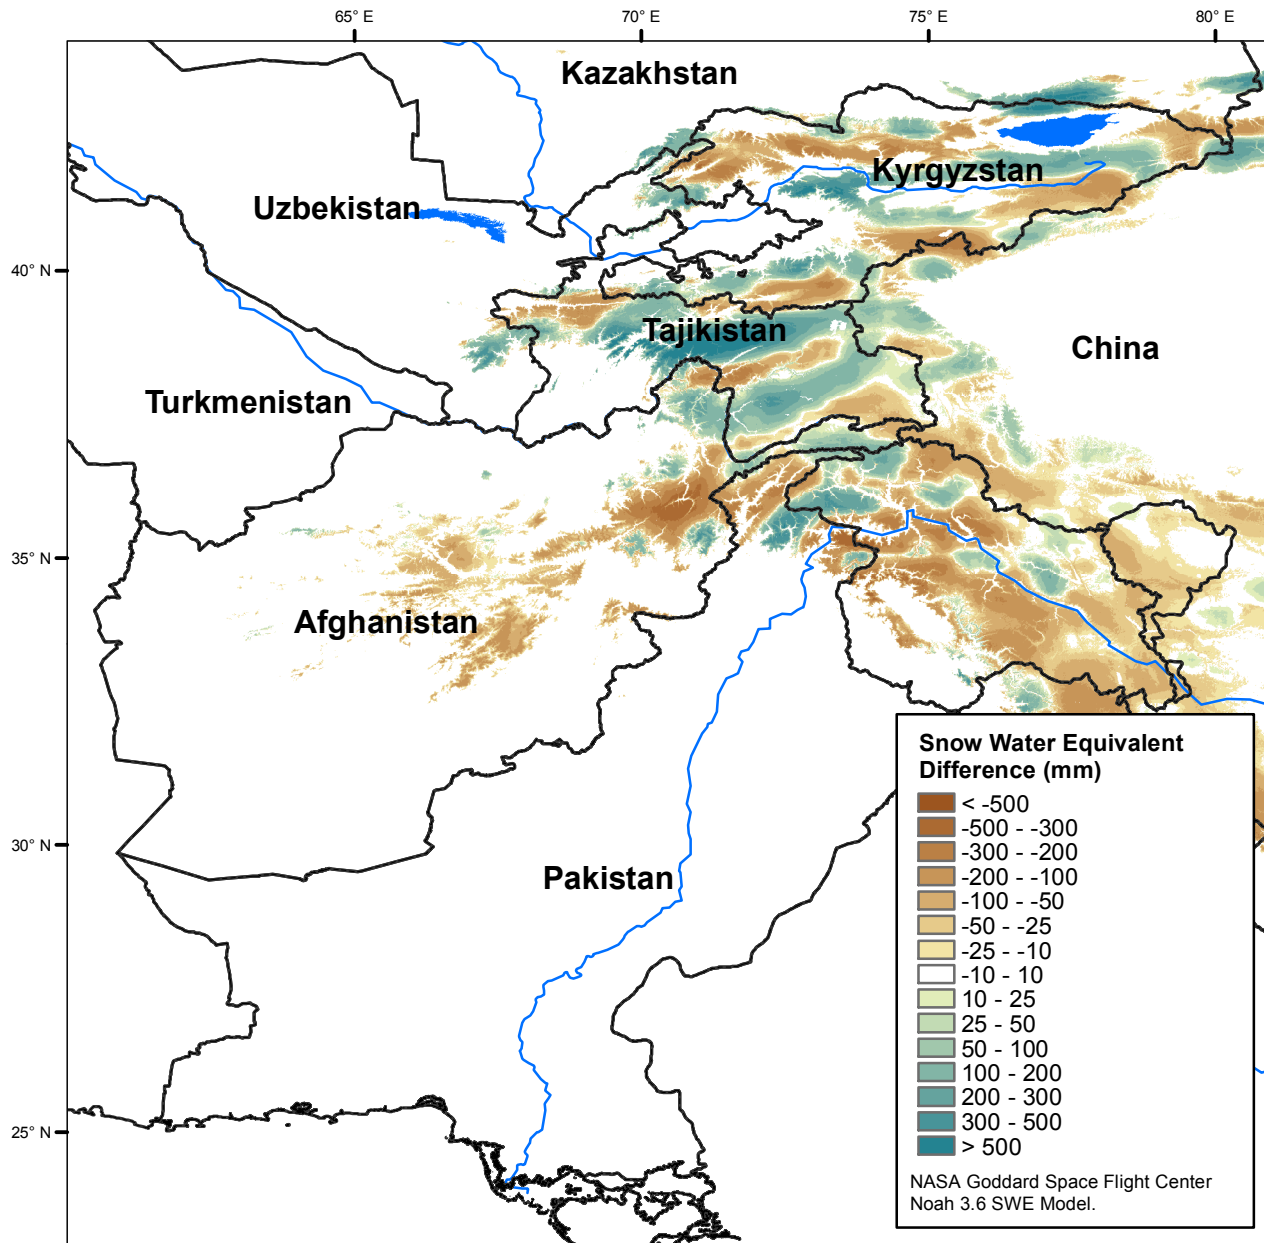 65° E
70° E
75° E
80° E
Kazakhstan
Kyrgyzstan
Uzbekistan
40° N
Tajikistan
China
Turkmenistan
35° N
Afghanistan
30° N
Pakistan
25° N
Snow Water Equivalent
Difference (mm)
< -500
-500 - -300
-300 - -200
-200 - -100
-100 - -50
-50 - -25
-25 - -10
-10 - 10
10 - 25
25 - 50
50 - 100
100 - 200
200 - 300
300 - 500
> 500
NASA Goddard Space Flight Center
Noah 3.6 SWE Model.